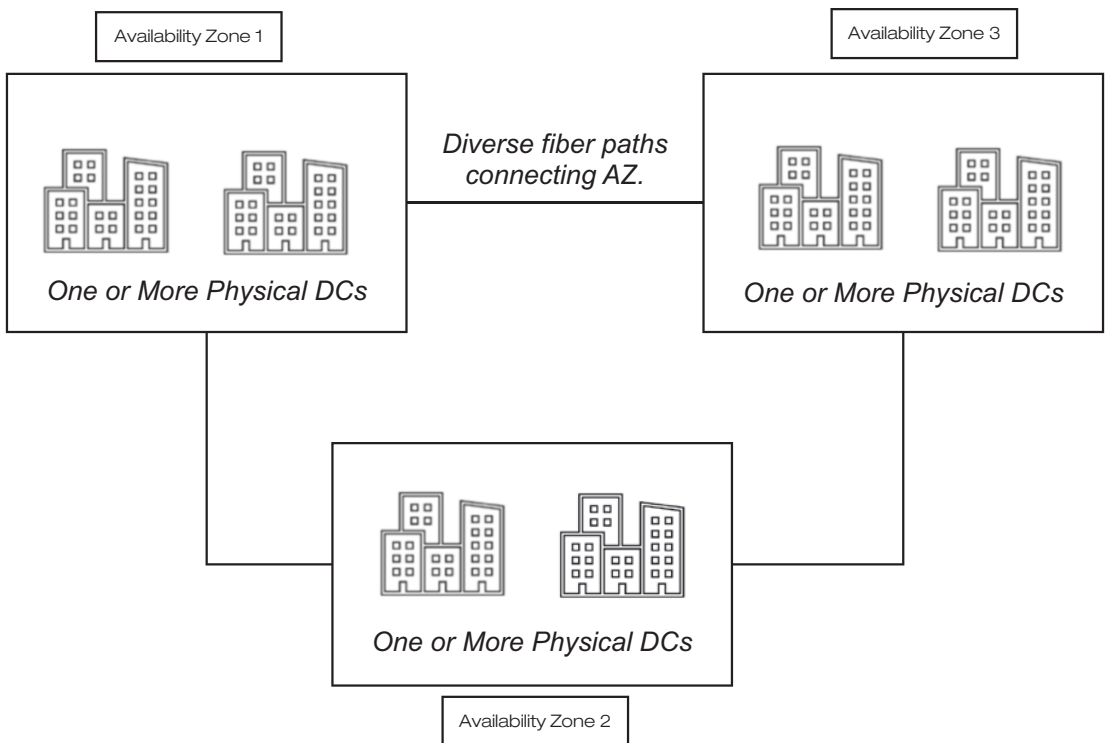 Availability Zone 1
Availability Zone 3
Diverse fiber paths
connecting AZ.
One or More Physical DCs
One or More Physical DCs
One or More Physical DCs
Availability Zone 2